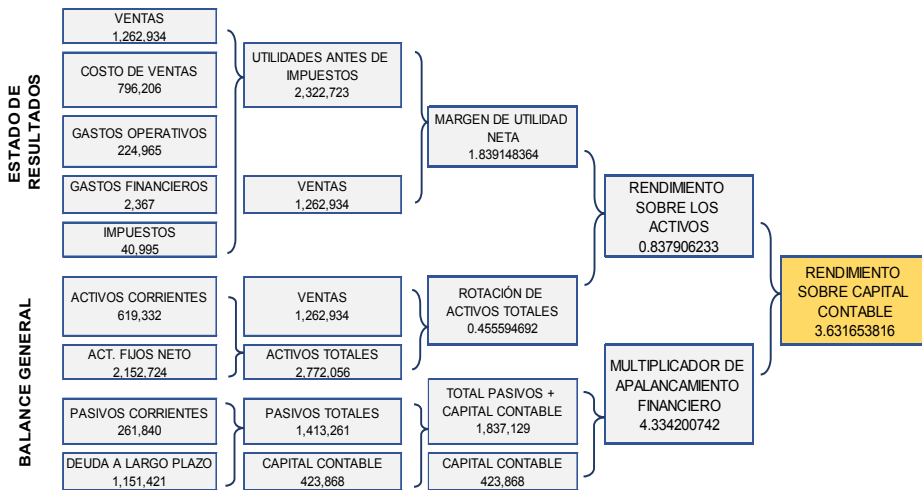 ESTADO DE
RESULTADOS
VENTAS
1,262,934
COSTO DE VENTAS
796,206
GASTOS OPERATIVOS
224,965
GASTOS FINANCIEROS
2,367
IMPUESTOS
40,995
UTILIDADES ANTES DE
IMPUESTOS
2,322,723
VENTAS
1,262,934
MARGEN DE UTILIDAD
NETA
1.839148364
RENDIMIENTO
SOBRE LOS
ACTIVOS
0.837906233
RENDIMIENTO
SOBRE CAPITAL
CONTABLE
3.631653816
BALANCE GENERAL
ACTIVOS CORRIENTES
619,332
ACT. FIJOS NETO
2,152,724
VENTAS
1,262,934
ACTIVOS TOTALES
2,772,056
ROTACIÓN DE
ACTIVOS TOTALES
0.455594692
PASIVOS CORRIENTES
261,840
DEUDA A LARGO PLAZO
1,151,421
PASIVOS TOTALES
1,413,261
CAPITAL CONTABLE
423,868
TOTAL PASIVOS +
CAPITAL CONTABLE
1,837,129
CAPITAL CONTABLE
423,868
MULTIPLICADOR DE
APALANCAMIENTO
FINANCIERO
4.334200742